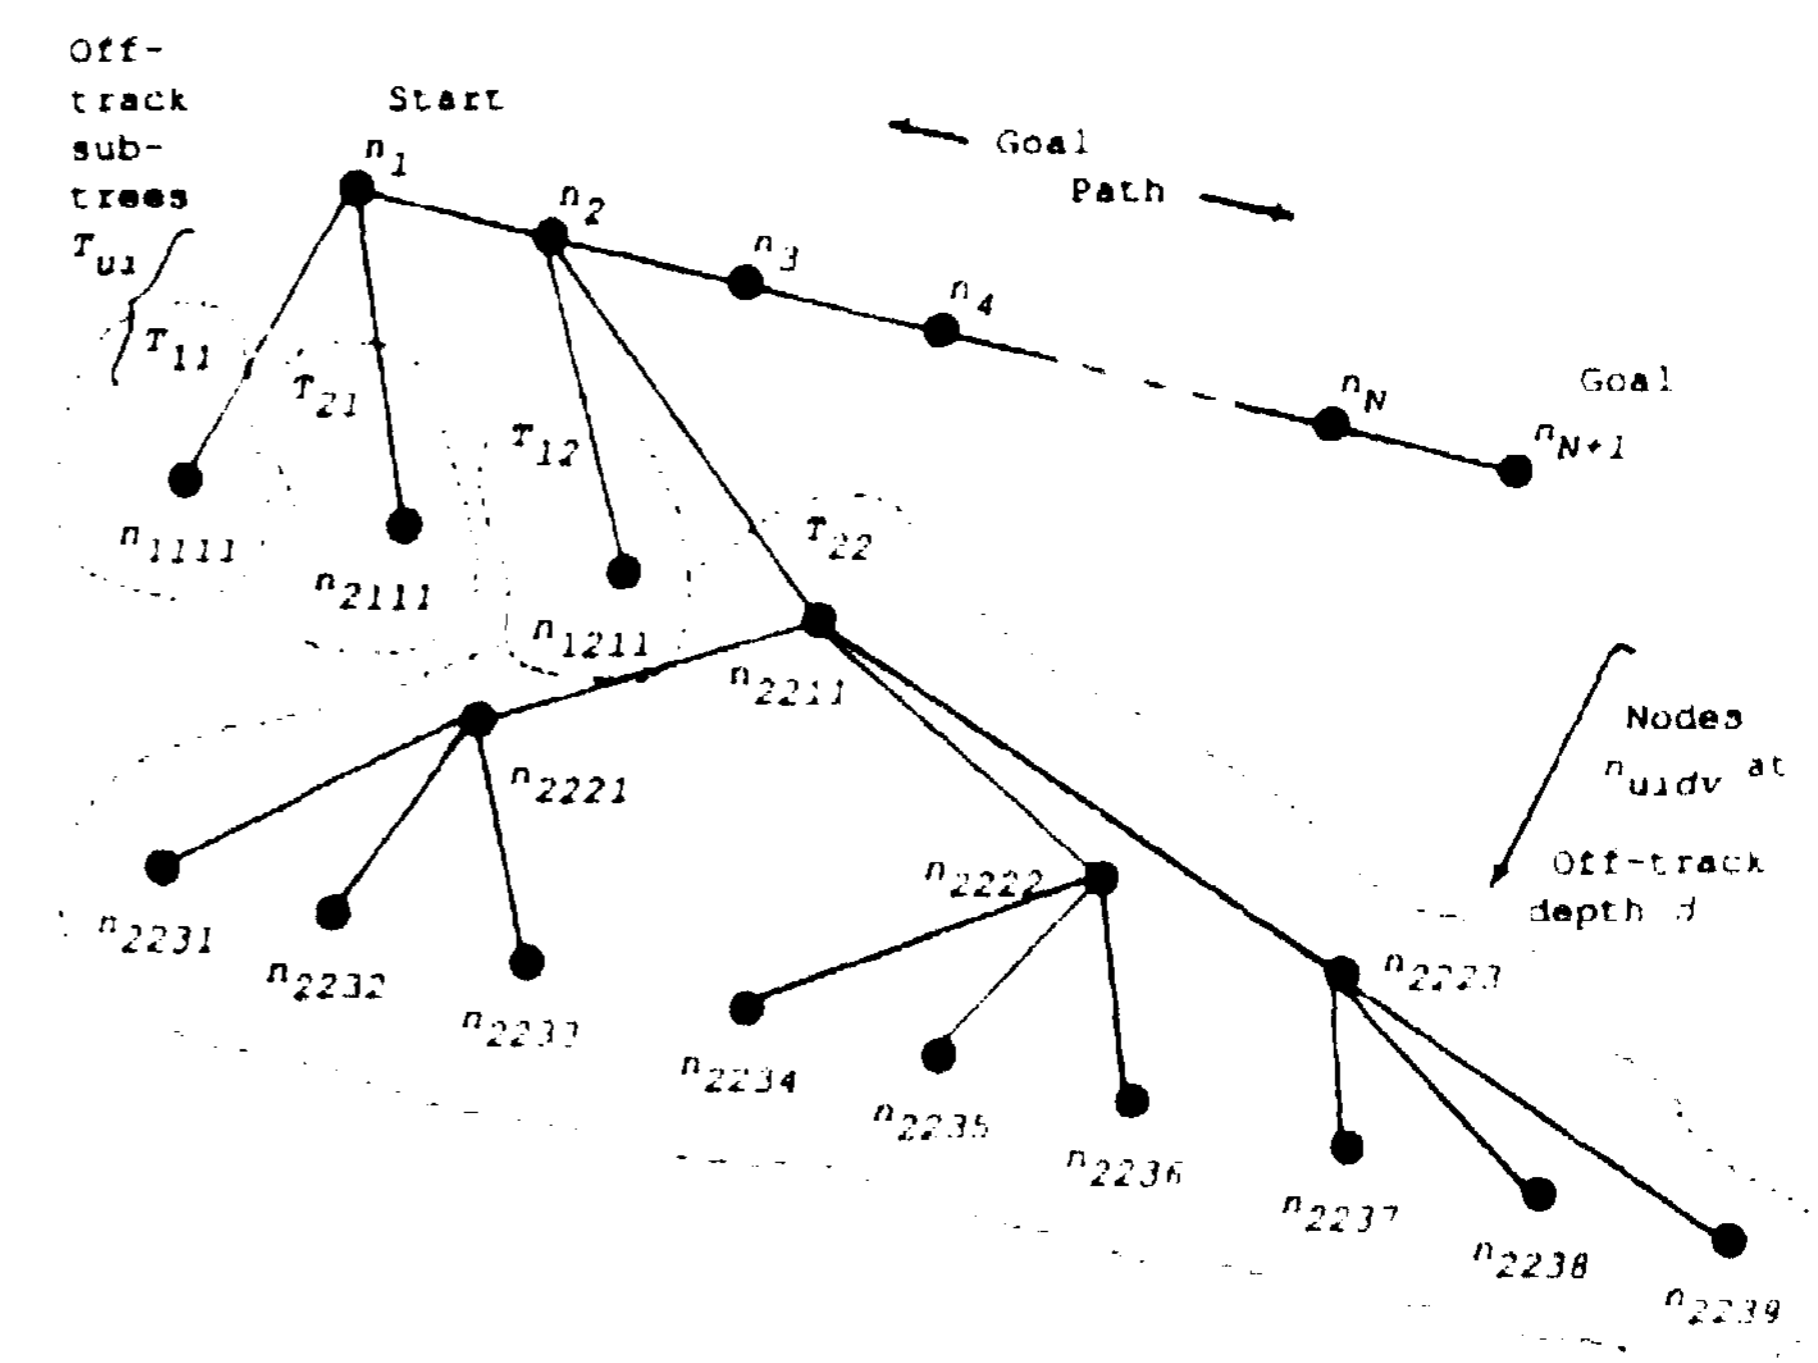 Off-
track
sub-
trees
T_ui
Start
n_1
n_2
n_3
n_4
n_N
n_N+1
← Goal
Path →
Goal
T_11
T_21
T_12
T_22
n_1111
n_2111
n_1211
n_2211
n_2221
n_2222
n_2223
n_2231
n_2232
n_2233
n_2234
n_2235
n_2236
n_2237
n_2238
n_2239
Nodes
n_uidv at
Off-track
depth d